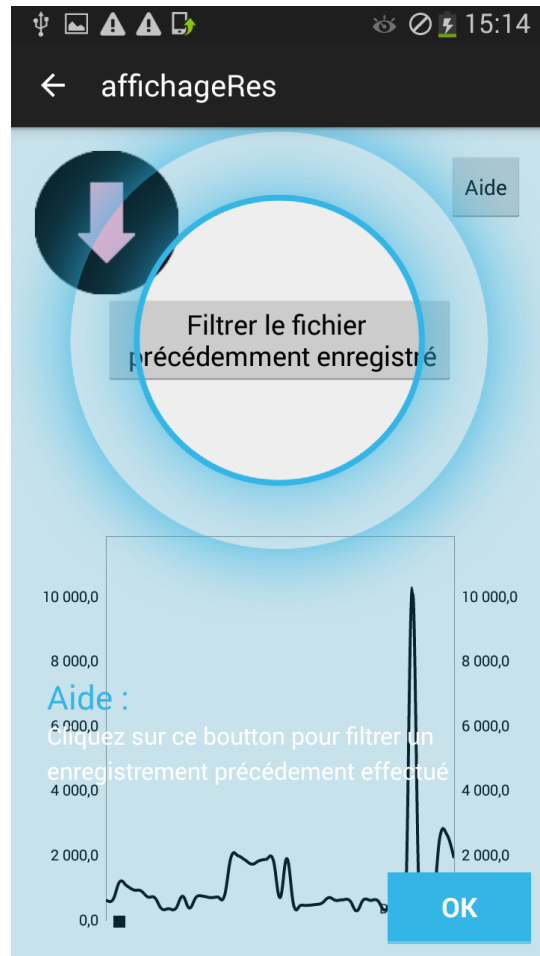 15:14
affichageRes
Aide
Filtrer le fichier
précédemment enregistré
10 000,0 10 000,0
8 000,0 8 000,0
Aide :
6 000,0 6 000,0
Cliquez sur ce boutton pour filtrer un
enregistrement précédement effectué
4 000,0 4 000,0
2 000,0 2 000,0
OK
0,0